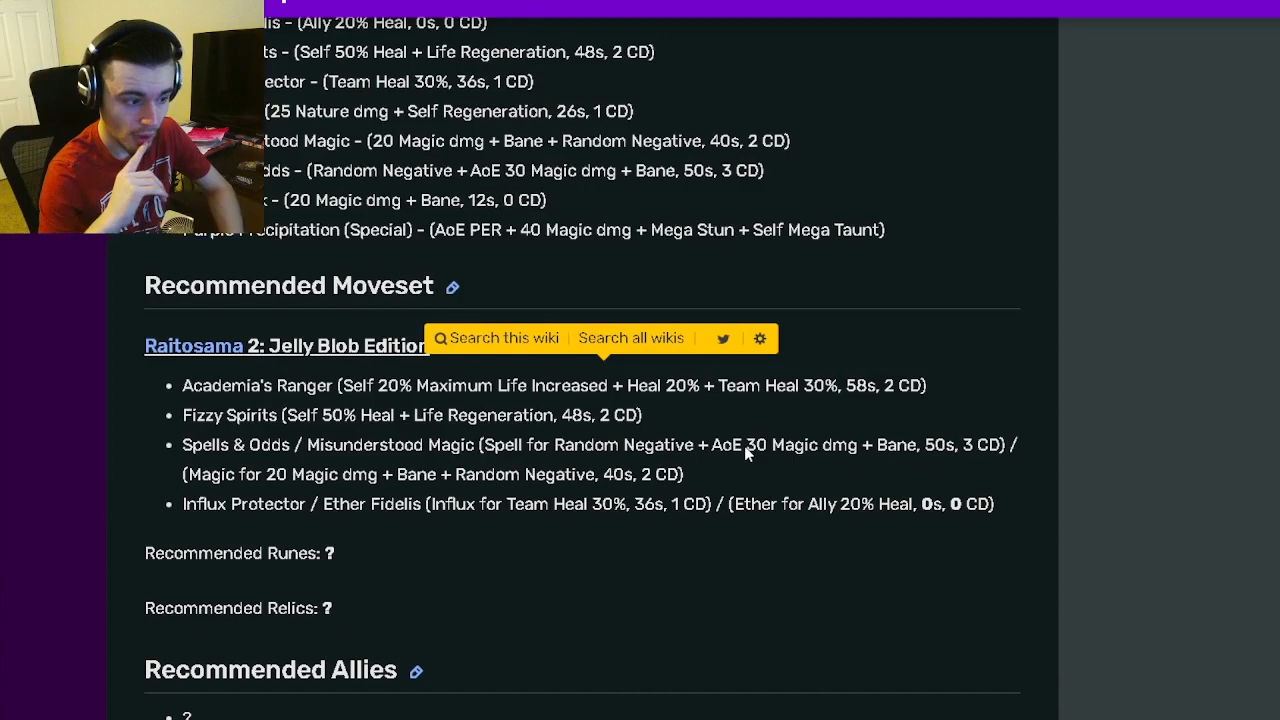 lis - (Ally 20% Heal, 0s, 0 CD)
ts - (Self 50% Heal + Life Regeneration, 48s, 2 CD)
ector - (Team Heal 30%, 36s, 1 CD)
(25 Nature dmg + Self Regeneration, 26s, 1 CD)
tood Magic - (20 Magic dmg + Bane + Random Negative, 40s, 2 CD)
dds - (Random Negative + AoE 30 Magic dmg + Bane, 50s, 3 CD)
k - (20 Magic dmg + Bane, 12s, 0 CD)
Purple Precipitation (Special) - (AoE PER + 40 Magic dmg + Mega Stun + Self Mega Taunt)
Recommended Moveset
Raitosama 2: Jelly Blob Edition
Search this wiki Search all wikis
Academia's Ranger (Self 20% Maximum Life Increased + Heal 20% + Team Heal 30%, 58s, 2 CD)
Fizzy Spirits (Self 50% Heal + Life Regeneration, 48s, 2 CD)
Spells & Odds / Misunderstood Magic (Spell for Random Negative + AoE 30 Magic dmg + Bane, 50s, 3 CD) /
(Magic for 20 Magic dmg + Bane + Random Negative, 40s, 2 CD)
Influx Protector / Ether Fidelis (Influx for Team Heal 30%, 36s, 1 CD) / (Ether for Ally 20% Heal, 0s, 0 CD)
Recommended Runes: ?
Recommended Relics: ?
Recommended Allies
?